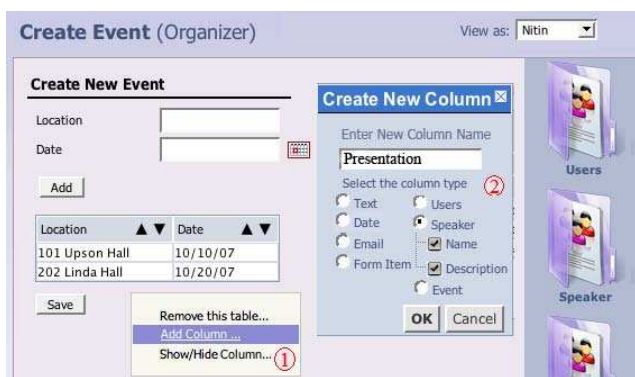 Create Event (Organizer)
View as: Nitin
Create New Event
Location
Date
Add
Location ▲ ▼ Date ▲ ▼
101 Upson Hall 10/10/07
202 Linda Hall 10/20/07
Save
Remove this table...
Add Column ...
Show/Hide Column... 1
Create New Column
Enter New Column Name
Presentation
Select the column type 2
Text Users
Date Speaker
Email Name
Form Item Description
Event
OK Cancel
Users
Speaker